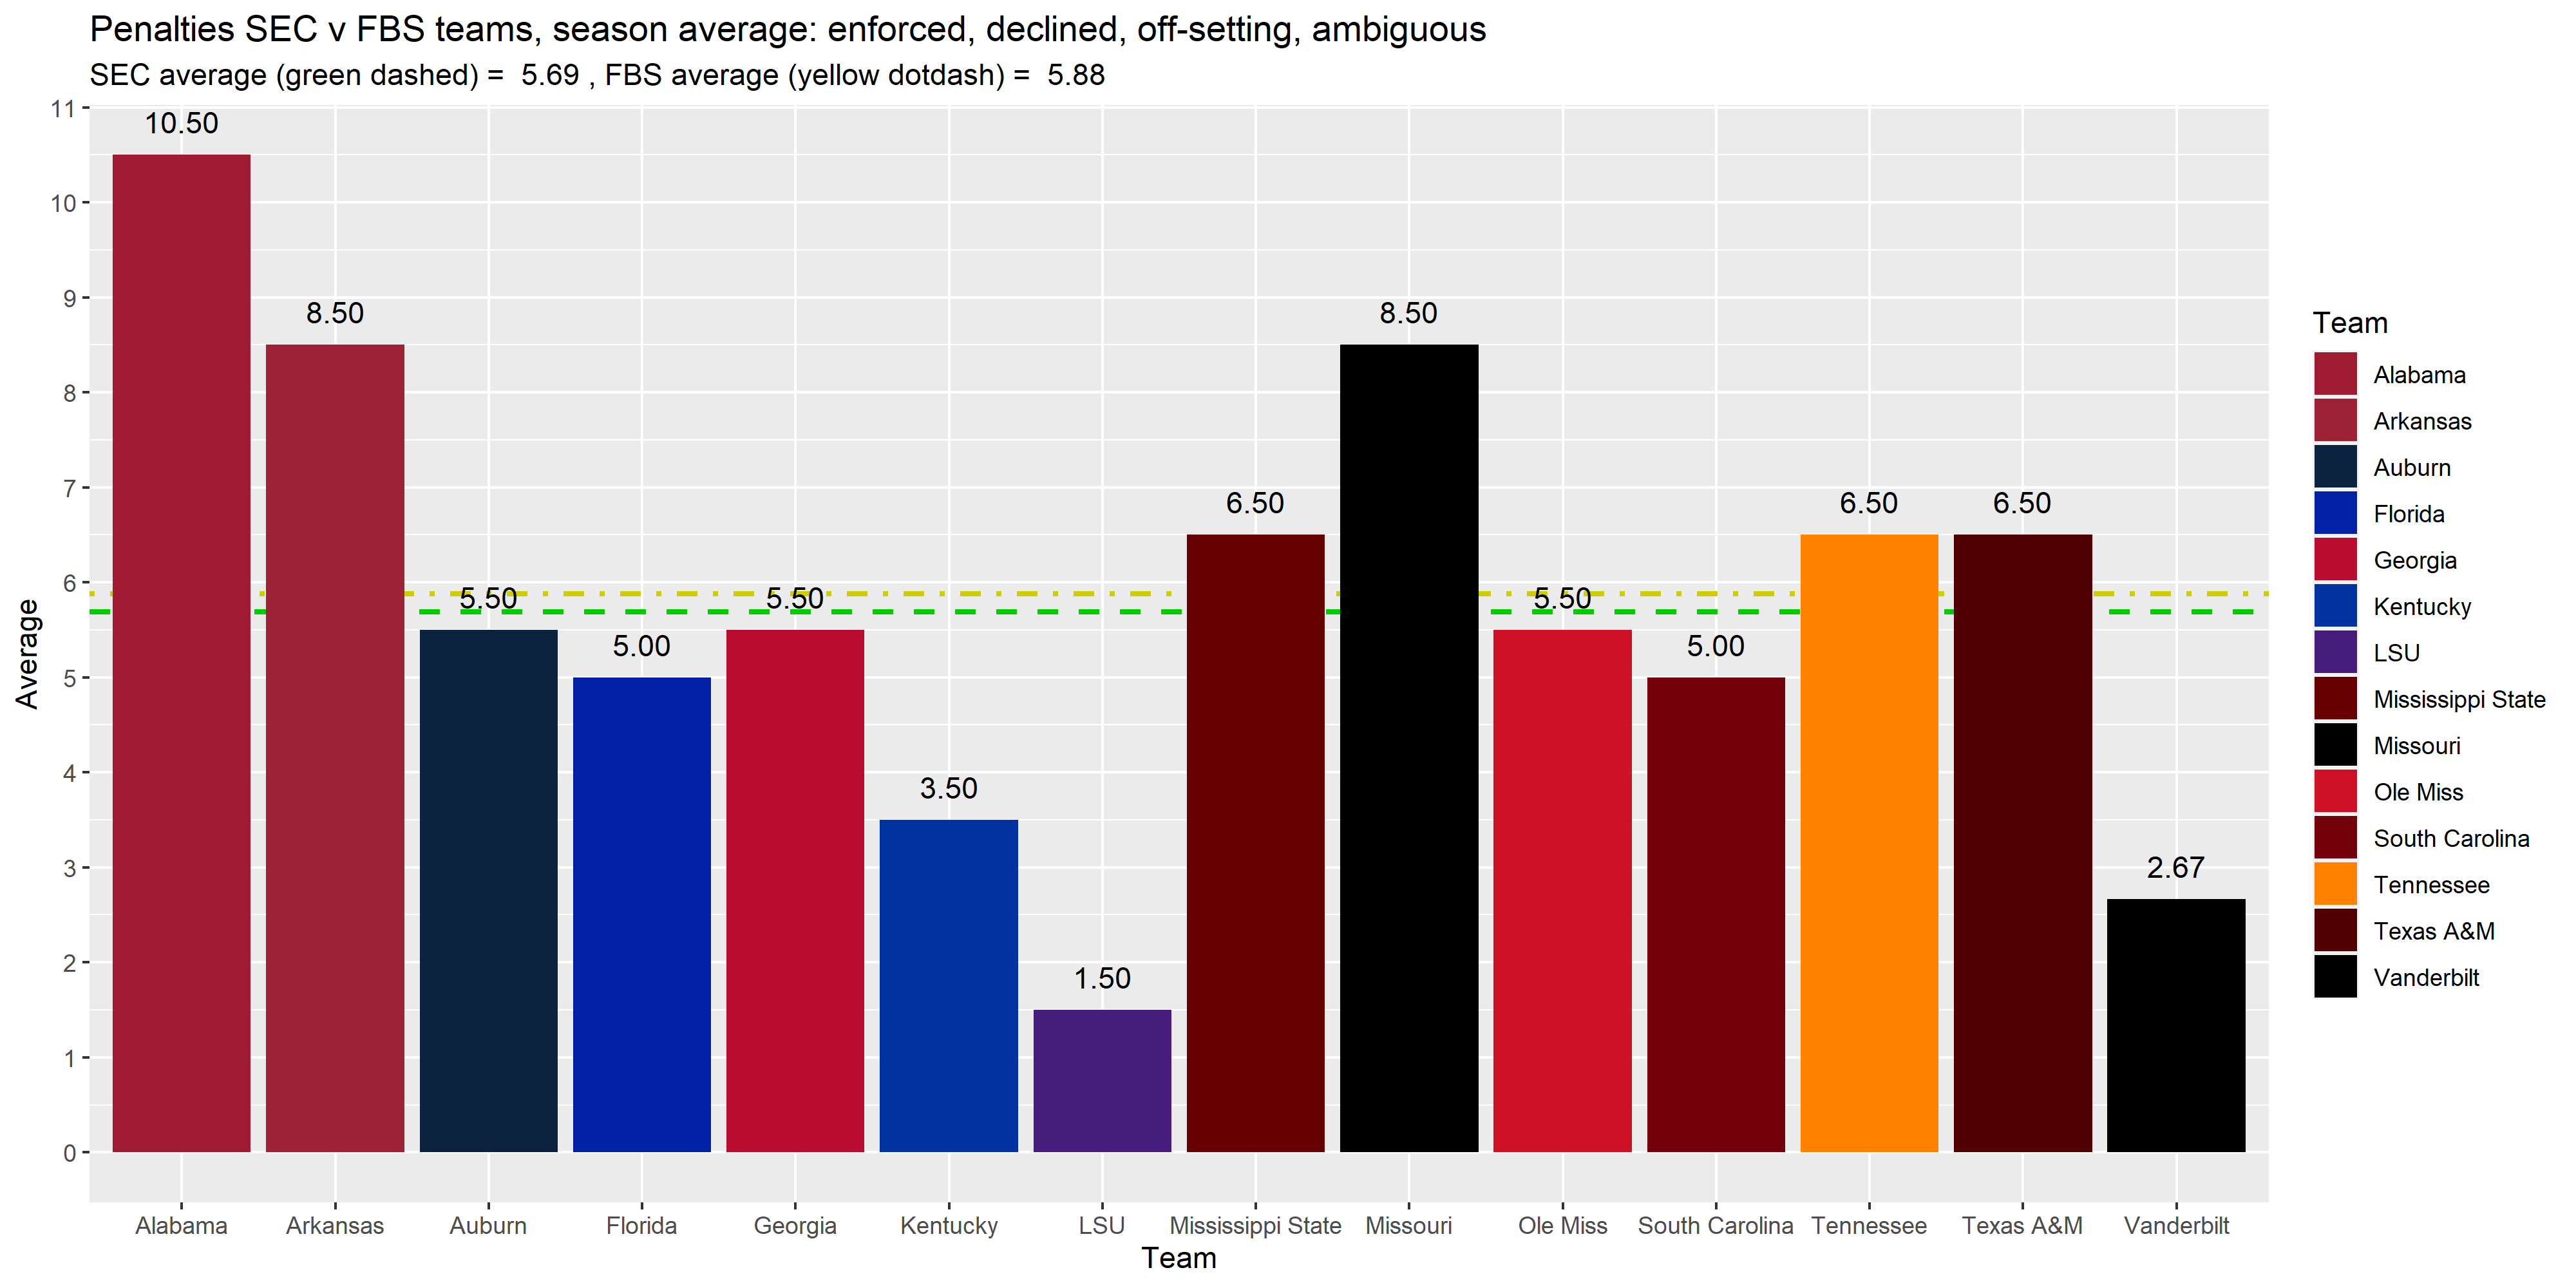 Penalties SEC v FBS teams, season average: enforced, declined, off-setting, ambiguous
SEC average (green dashed) =  5.69 , FBS average (yellow dotdash) =  5.88
11
10
9
8
7
6
5
4
3
2
1
0
Average
10.50
8.50
5.50
5.00
5.50
3.50
1.50
6.50
8.50
5.50
5.00
6.50
6.50
2.67
Alabama
Arkansas
Auburn
Florida
Georgia
Kentucky
LSU
Mississippi State
Missouri
Ole Miss
South Carolina
Tennessee
Texas A&M
Vanderbilt
Team
Team
Alabama
Arkansas
Auburn
Florida
Georgia
Kentucky
LSU
Mississippi State
Missouri
Ole Miss
South Carolina
Tennessee
Texas A&M
Vanderbilt